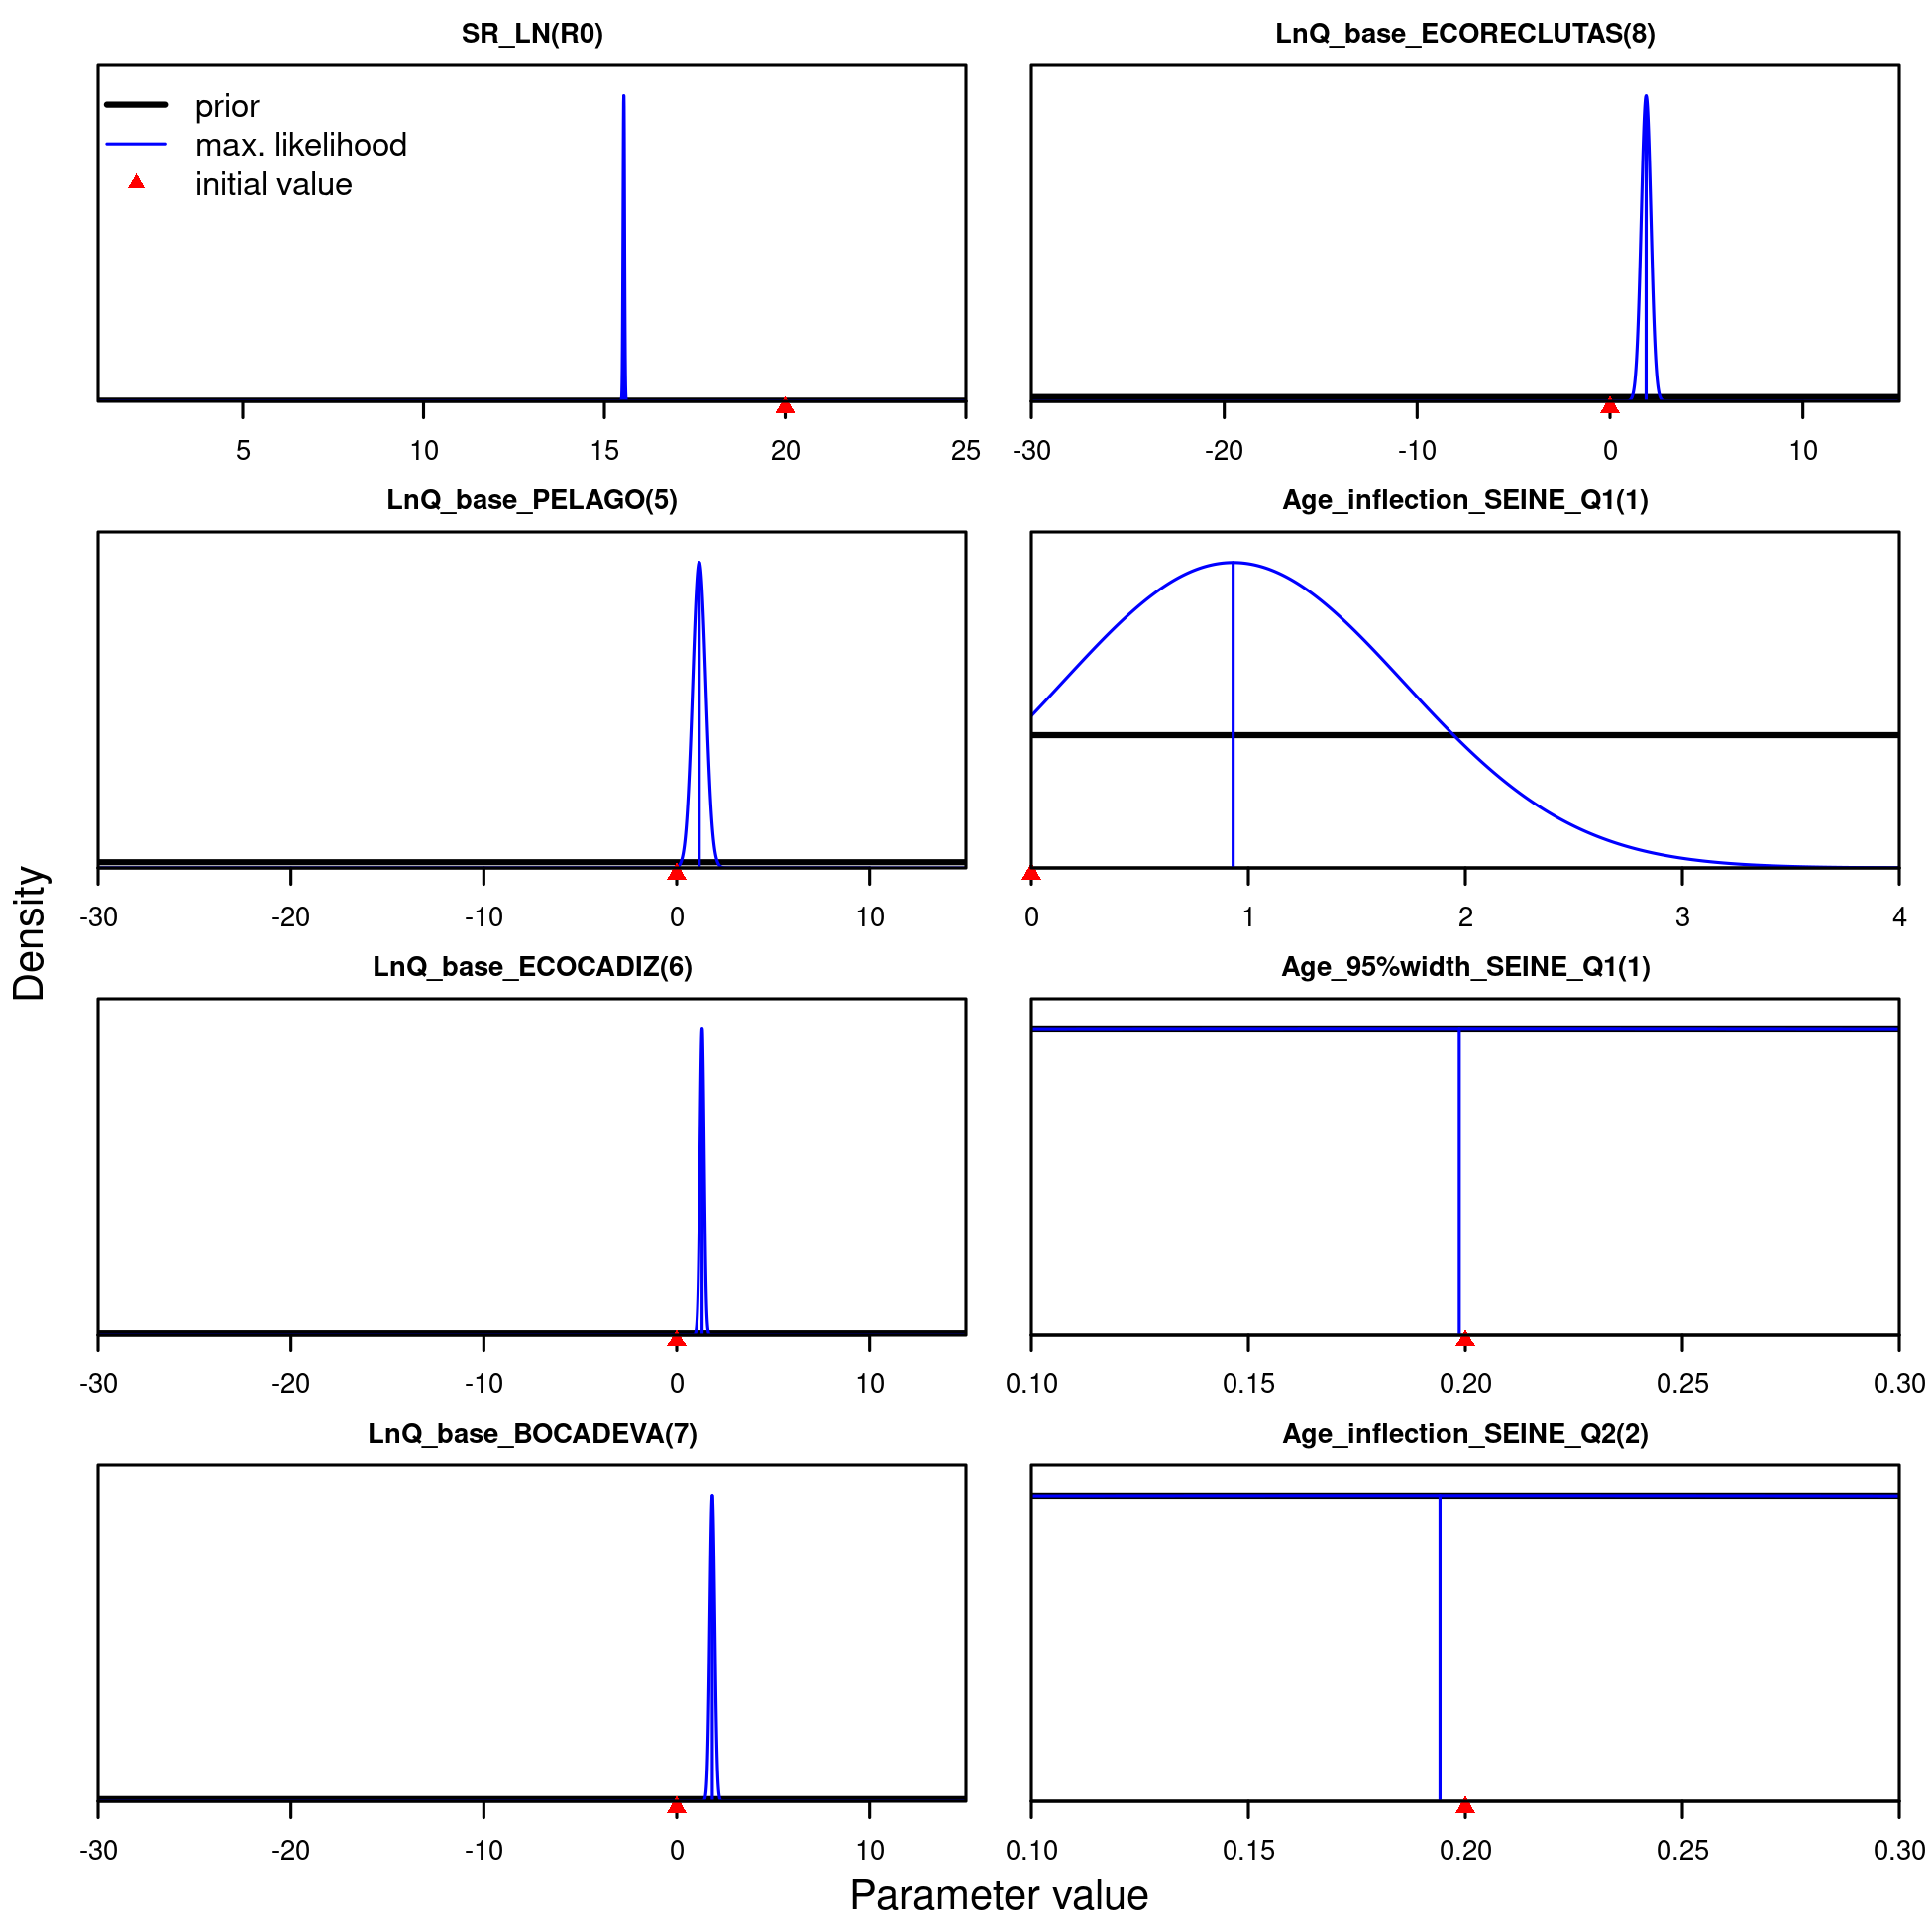 SR_LN(R0)
prior
max. likelihood
initial value
5 10 15 20 25
LnQ_base_ECORECLUTAS(8)
-30 -20 -10 0 10
LnQ_base_PELAGO(5)
-30 -20 -10 0 10
Age_inflection_SEINE_Q1(1)
0 1 2 3 4
LnQ_base_ECOCADIZ(6)
-30 -20 -10 0 10
Age_95%width_SEINE_Q1(1)
0.10 0.15 0.20 0.25 0.30
LnQ_base_BOCADEVA(7)
-30 -20 -10 0 10
Age_inflection_SEINE_Q2(2)
0.10 0.15 0.20 0.25 0.30
Density
Parameter value